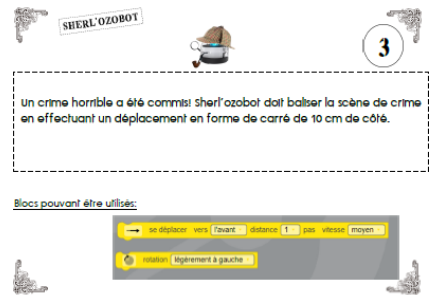 SHERL'OZOBOT
3
Un crime horrible a été commis! Sherl'ozobot doit baliser la scène de crime
en effectuant un déplacement en forme de carré de 10 cm de côté.
Blocs pouvant être utilisés:
se déplacer vers l'avant distance 1 pas vitesse moyen
rotation légèrement à gauche